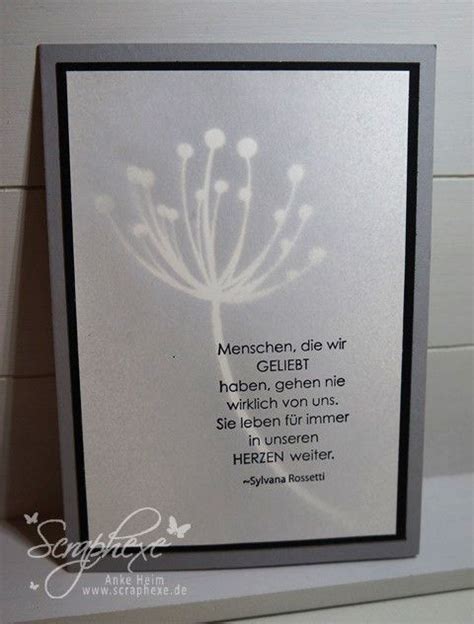 Menschen, die wir
GELIEBT
haben, gehen nie
wirklich von uns.
Sie leben für immer
in unseren
HERZEN weiter.
~Sylvana Rossetti
Scraphexe
Anke Heim
www.scraphexe.de